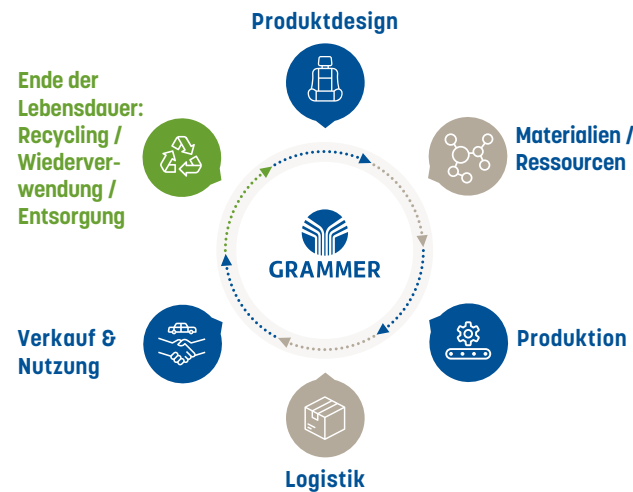 Produktdesign
Materialien /
Ressourcen
Produktion
Logistik
Verkauf &
Nutzung
Ende der
Lebensdauer:
Recycling /
Wiederver-
wendung /
Entsorgung
GRAMMER